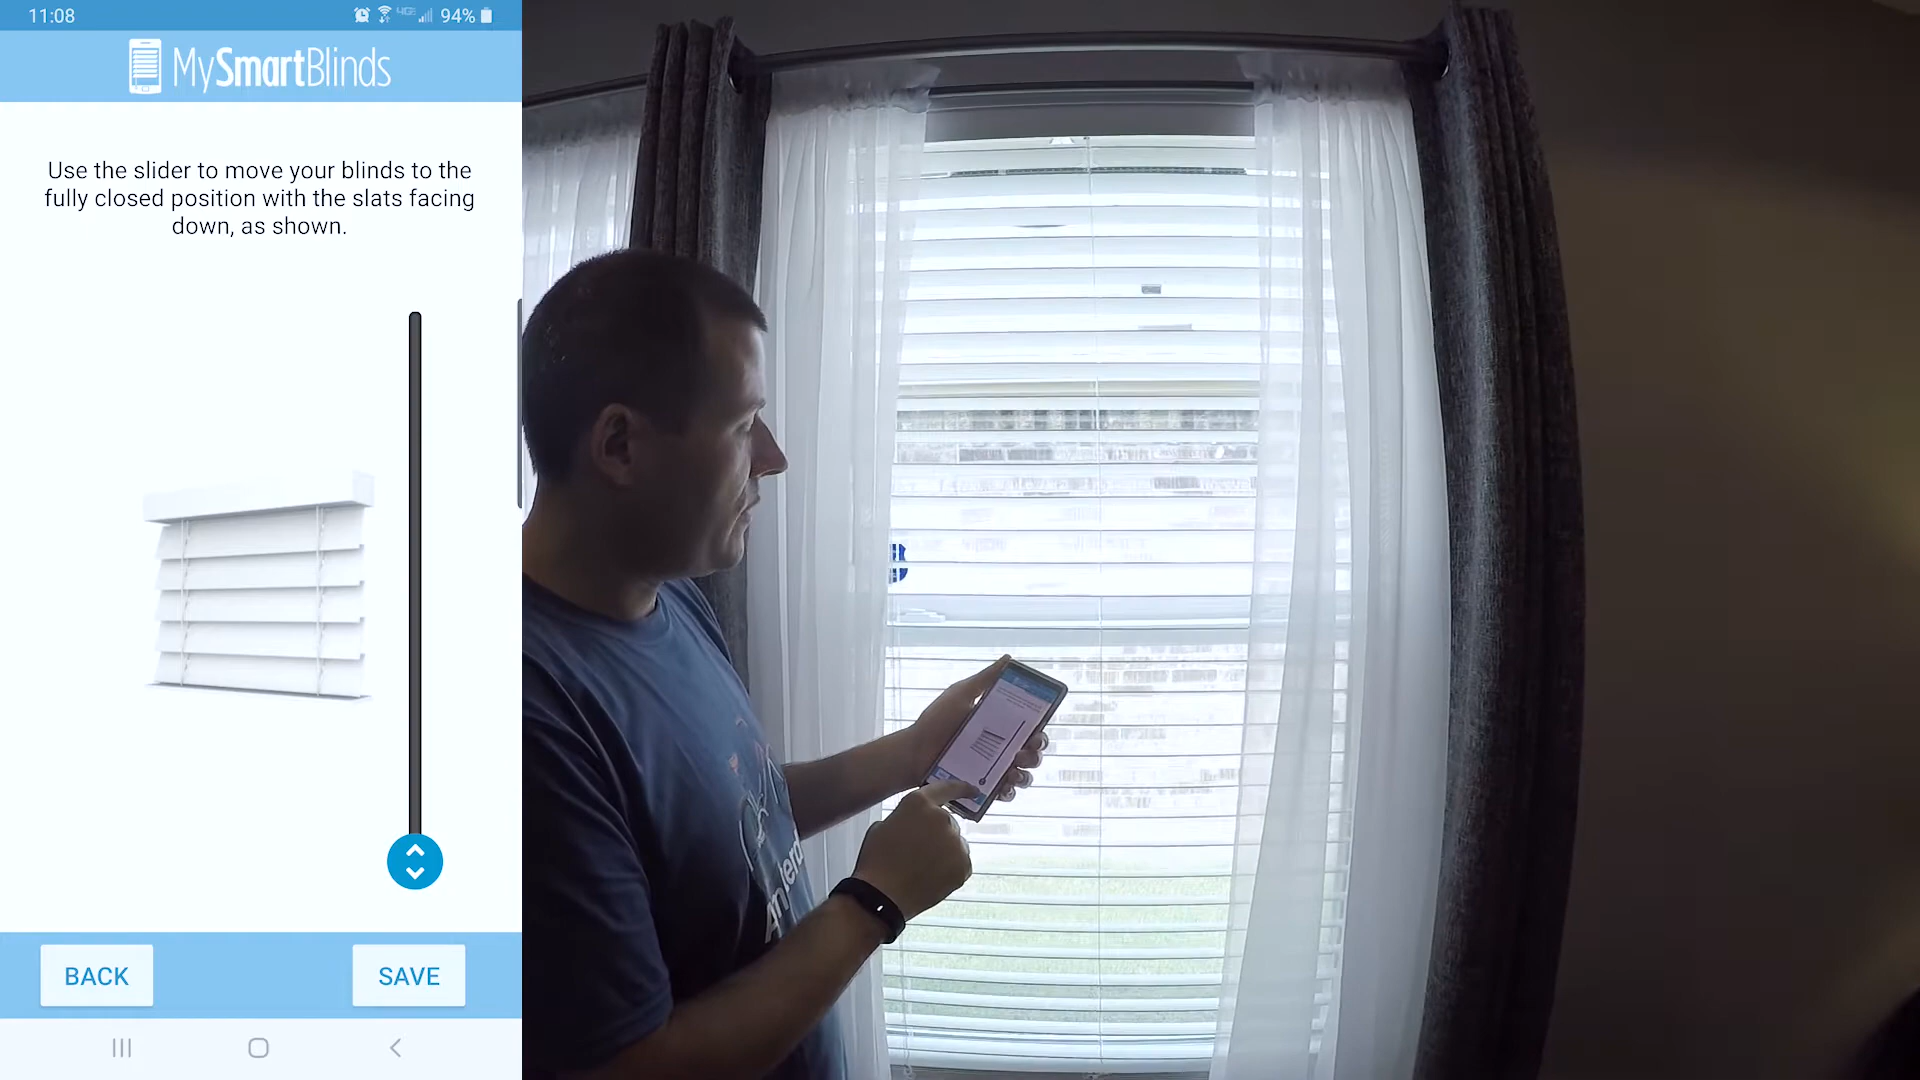 11:08
4G
94%
MySmartBlinds
Use the slider to move your blinds to the
fully closed position with the slats facing
down, as shown.
BACK
SAVE